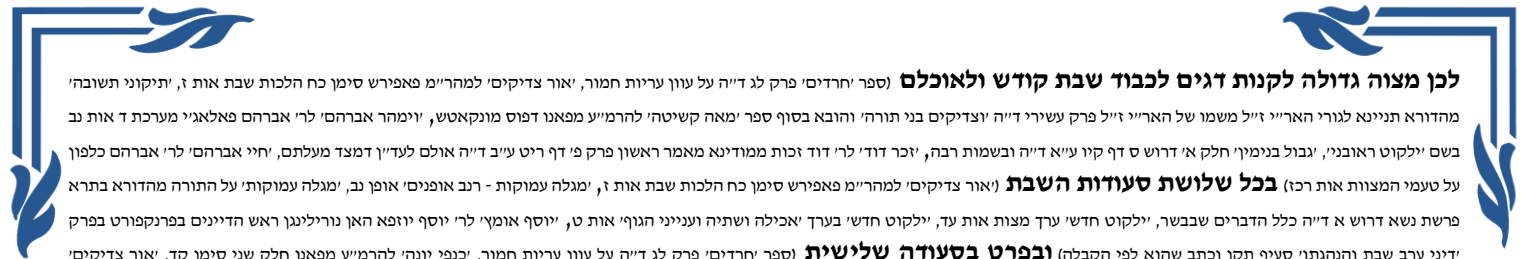 לכן מצוה גדולה לקנות דגים לכבוד שבת קודש ולאוכלם (ספר 'חרדים' פרק לג ד"ה על עוון עריות חמור, 'אור צדיקים' למהר"מ פאפירש סימן כח הלכות שבת אות ז, 'תיקוני תשובה'
מהדורא תניינא לגורי האר"י ז"ל משמו של האר"י ז"ל פרק עשירי ד"ה 'וצדיקים בני תורה' והובא בסוף ספר 'מאה קשיטה' להרמ"ע מפאנו דפוס מונקאטש, 'וימהר אברהם' לר' אברהם פאלאג'י מערכת ד אות נב
בשם 'ילקוט ראובני', 'גבול בנימין' חלק א' דרוש ס דף קיו ע"א ד"ה ובשמות רבה, 'זכר דוד' לר' דוד זכות ממודינא מאמר ראשון פרק פ' דף ריט ע"ב ד"ה אולם לעד"ן דמצד מעלתם, 'חיי אברהם' לר' אברהם כלפון
על טעמי המצוות אות רכז) בכל שלושת סעודות השבת ('אור צדיקים' למהר"מ פאפירש סימן כח הלכות שבת אות ז, 'מגלה עמוקות - רנב אופנים' אופן נב, 'מגלה עמוקות' על התורה מהדורא בתרא
פרשת נשא דרוש א ד"ה כלל הדברים שבבשר, 'ילקוט חדש' ערך מצות אות עד, 'ילקוט חדש' בערך 'אכילה ושתיה וענייני הגוף' אות ט, 'יוסף אומץ' לר' יוסף יוזפא האן נורילינגן ראש הדיינים בפרנקפורט בפרק
'דיני ערב שבת והנהגתו' סעיף תקו וכתב שהוא לפי הקבלה) ובפרט בסעודה שלישית (ספר 'חרדים' פרק לג ד"ה על עוון עריות חמור, 'כנפי יונה' להרמ"ע מפאנו חלק שני סימן קד, 'אור צדיקים'